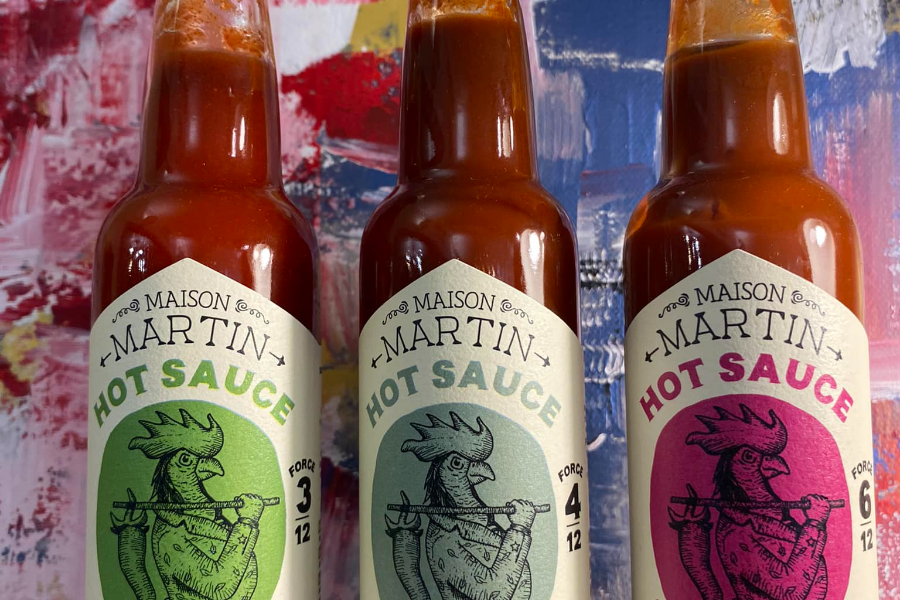 MAISON
MARTIN
HOT SAUCE
FORCE
3
12
MAISON
MARTIN
HOT SAUCE
FORCE
4
12
MAISON
MARTIN
HOT SAUCE
FORCE
6
12